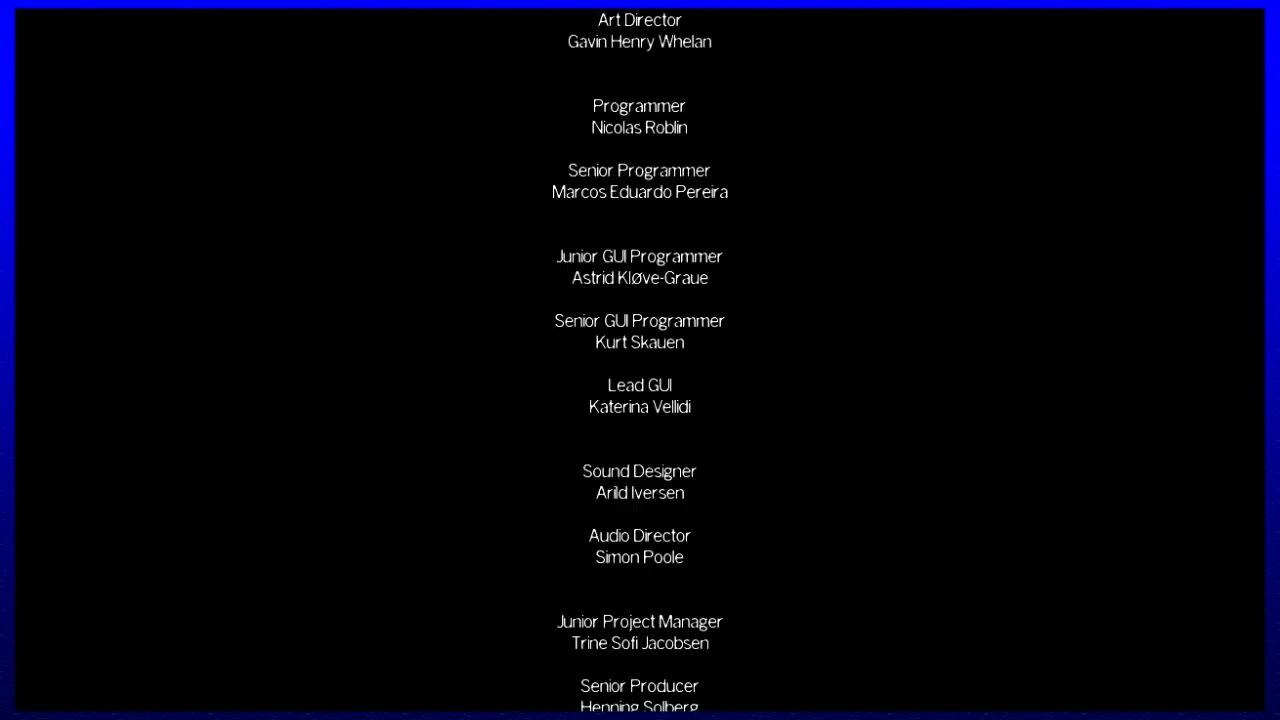 Art Director
Gavin Henry Whelan
Programmer
Nicolas Roblin
Senior Programmer
Marcos Eduardo Pereira
Junior GUI Programmer
Astrid Kløve-Graue
Senior GUI Programmer
Kurt Skauen
Lead GUI
Katerina Vellidi
Sound Designer
Arild Iversen
Audio Director
Simon Poole
Junior Project Manager
Trine Sofi Jacobsen
Senior Producer
Henning Solberg